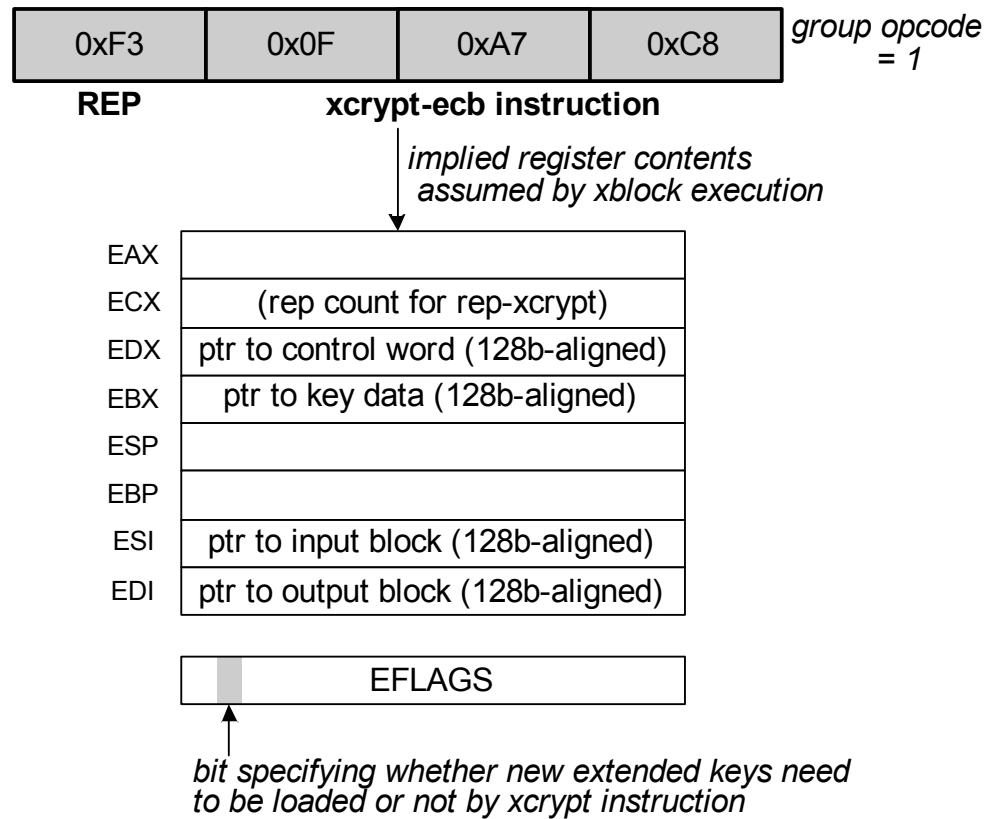 0xF3 0x0F 0xA7 0xC8 group opcode
= 1
REP xcrypt-ecb instruction
implied register contents
assumed by xblock execution
EAX
ECX (rep count for rep-xcrypt)
EDX ptr to control word (128b-aligned)
EBX ptr to key data (128b-aligned)
ESP
EBP
ESI ptr to input block (128b-aligned)
EDI ptr to output block (128b-aligned)
EFLAGS
bit specifying whether new extended keys need
to be loaded or not by xcrypt instruction